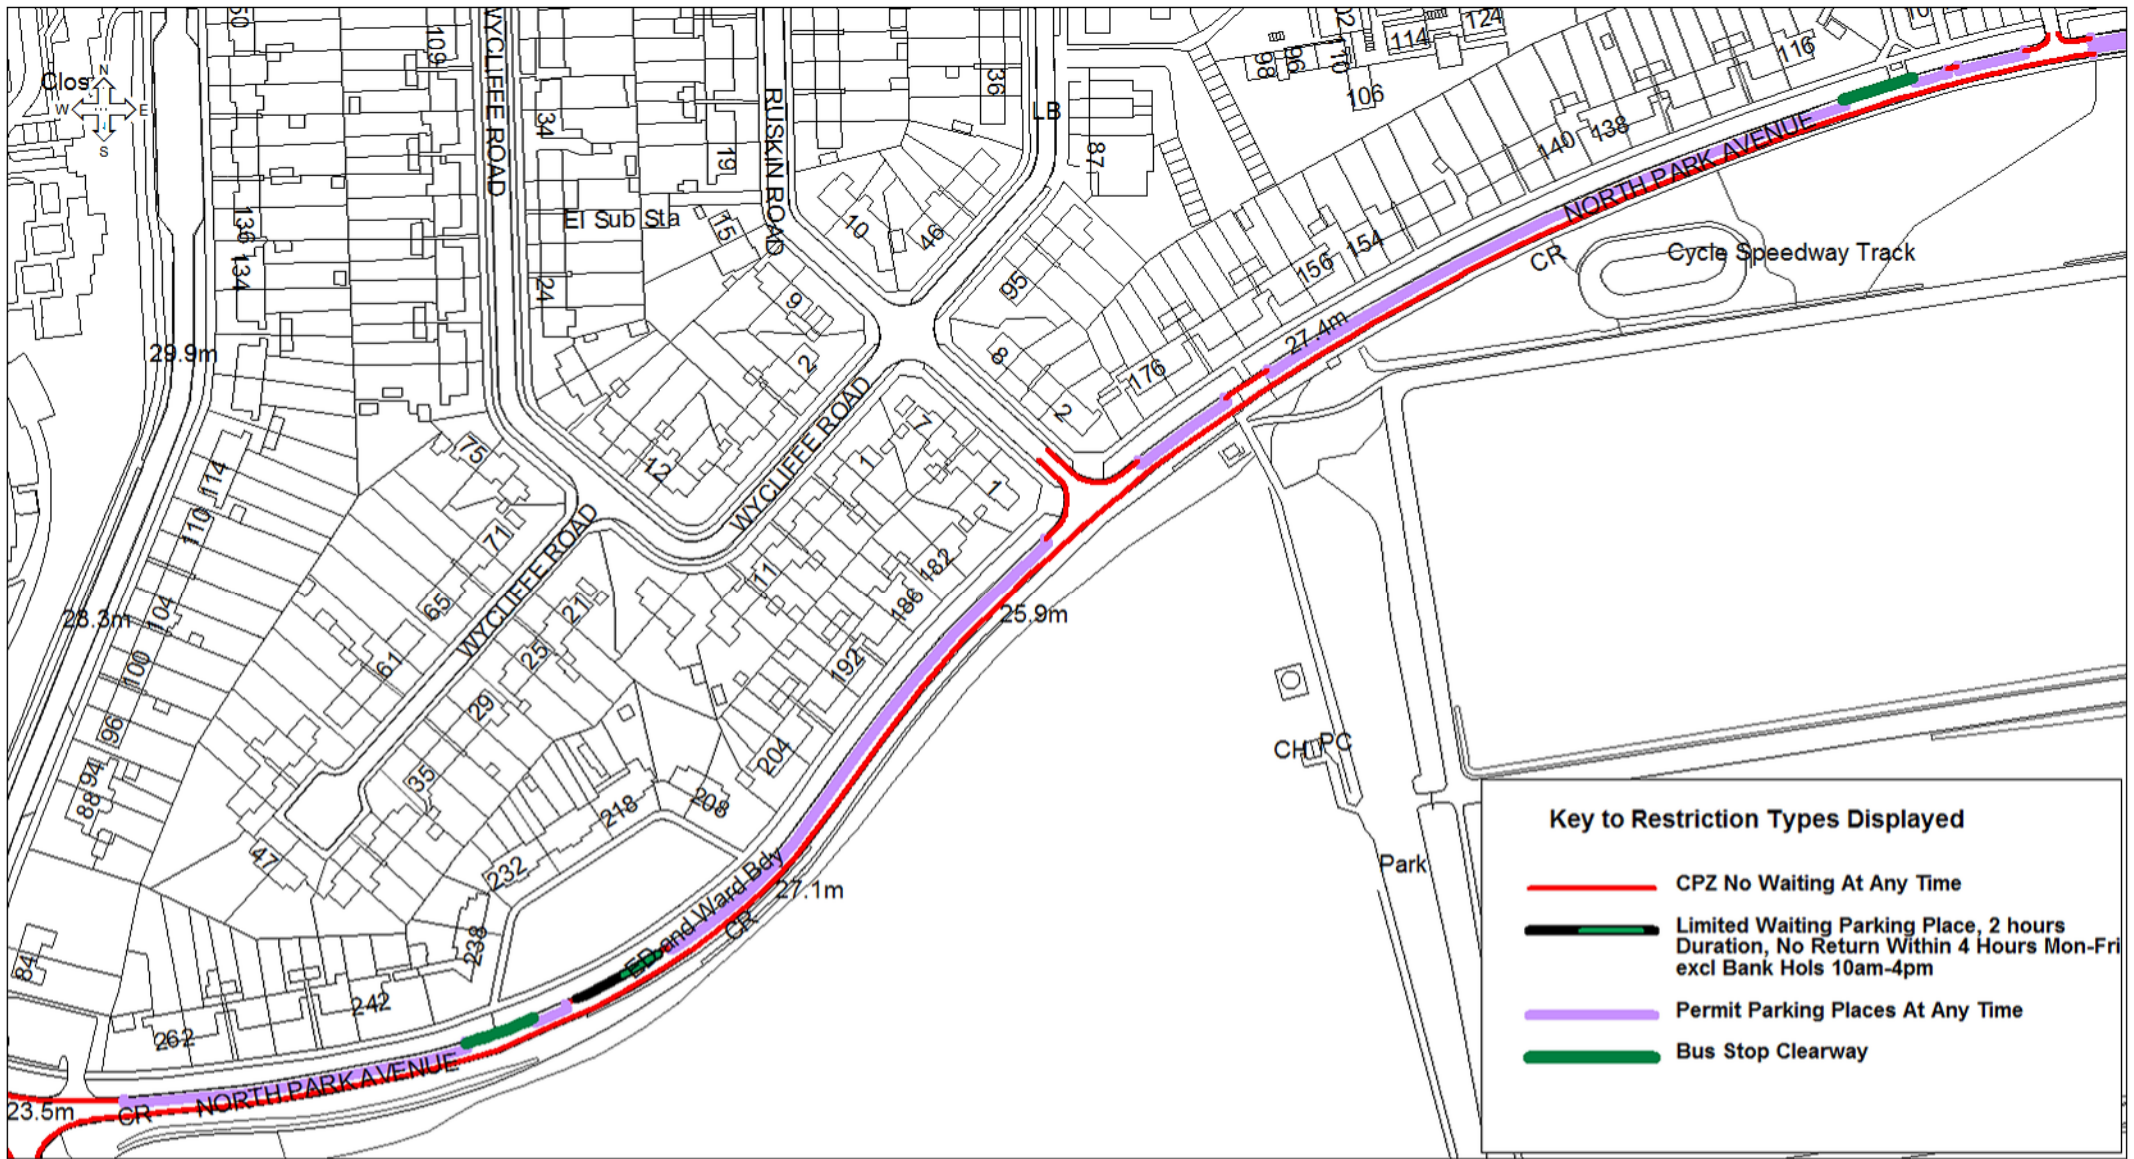 50
109
WYCLIFFE ROAD
36
LB
98
96
110
114
124
106
116
Clos
N
W
E
S
34
19
RUSKIN ROAD
87
140
138
NORTH PARK AVENUE
136
134
El Sub Sta
15
10
46
154
156
CR
Cycle Speedway Track
24
9
95
27.4m
29.9m
2
8
176
2
WYCLIFFE ROAD
7
75
12
1
1
114
110
71
WYCLIFFE ROAD
11
182
65
21
186
25.9m
28.3m
104
61
25
192
100
29
96
204
CH
PC
94
88
35
218
208
47
232
ED and Ward Bdy
27.1m
CR
Park
238
84
242
262
NORTH PARK AVENUE
23.5m
CR
Key to Restriction Types Displayed
CPZ No Waiting At Any Time
Limited Waiting Parking Place, 2 hours
Duration, No Return Within 4 Hours Mon-Fri
excl Bank Hols 10am-4pm
Permit Parking Places At Any Time
Bus Stop Clearway